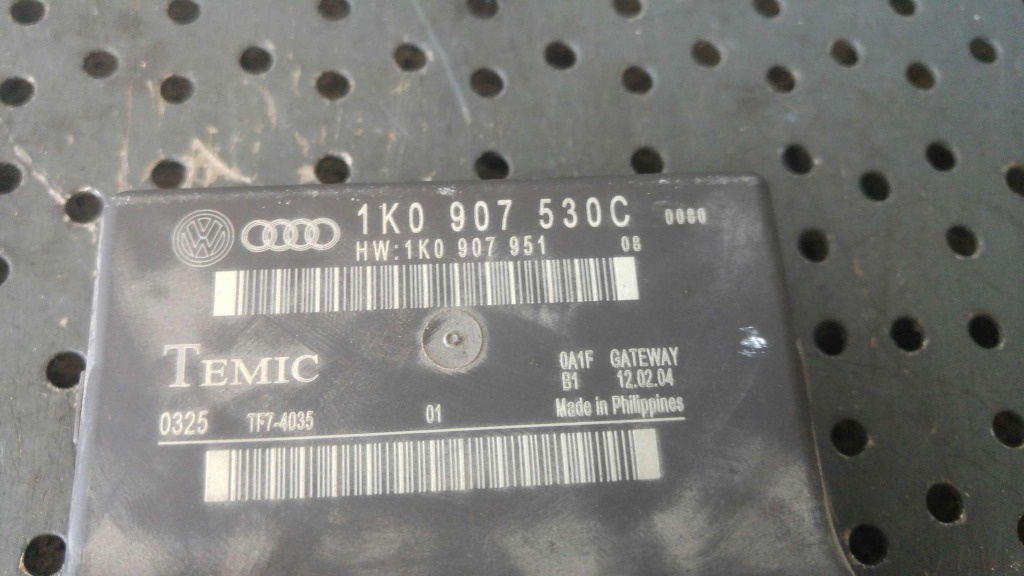 1K0 907 530C 0080
HW:1K0 907 951 08
TEMIC
0A1F GATEWAY
B1 12.02.04
Made in Philippines
0325 TF7-4035 01